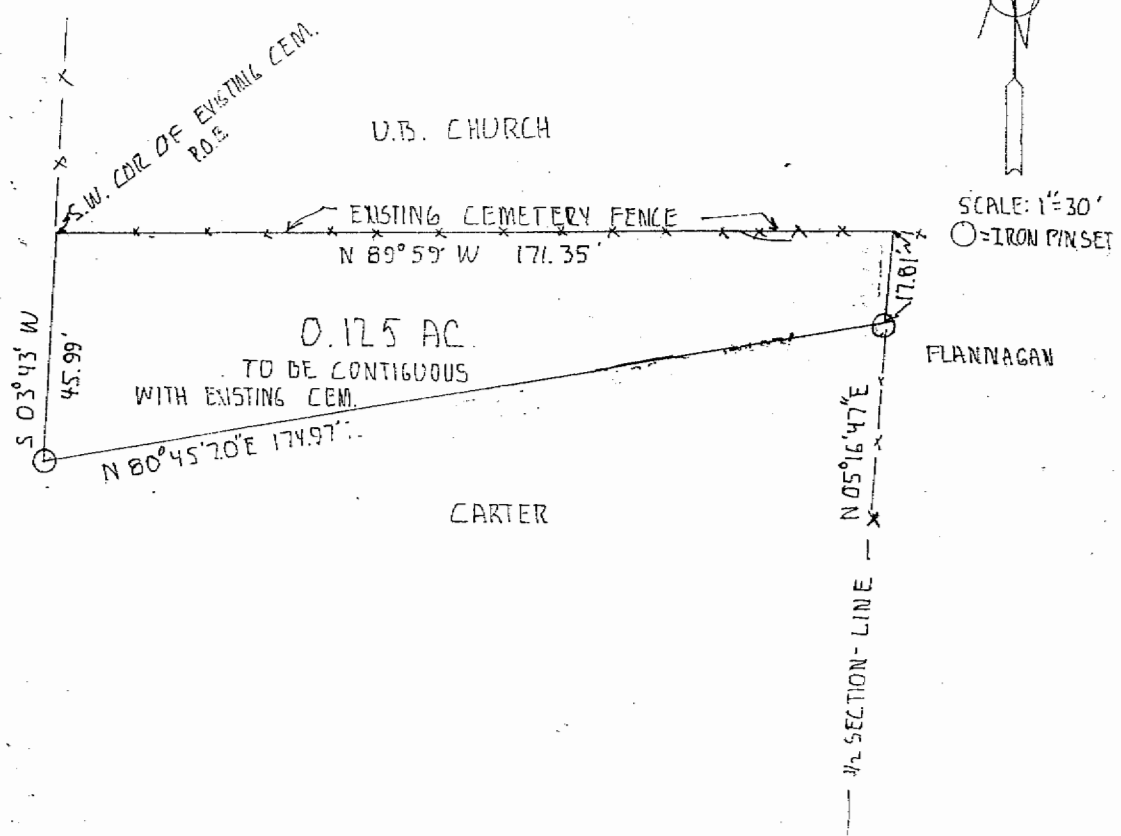 N
S.W. COR OF EXISTING CEM.
P.O.B
U.B. CHURCH
SCALE: 1"=30'
O=IRON PIN SET
EXISTING CEMETERY FENCE
N 89°59' W 171.35'
17.81'
S 03°43' W
45.99'
0.125 AC.
TO BE CONTIGUOUS
WITH EXISTING CEM.
FLANNAGAN
N 80°45'20"E 174.97'
N 05°16'47"E
CARTER
1/2 SECTION-LINE